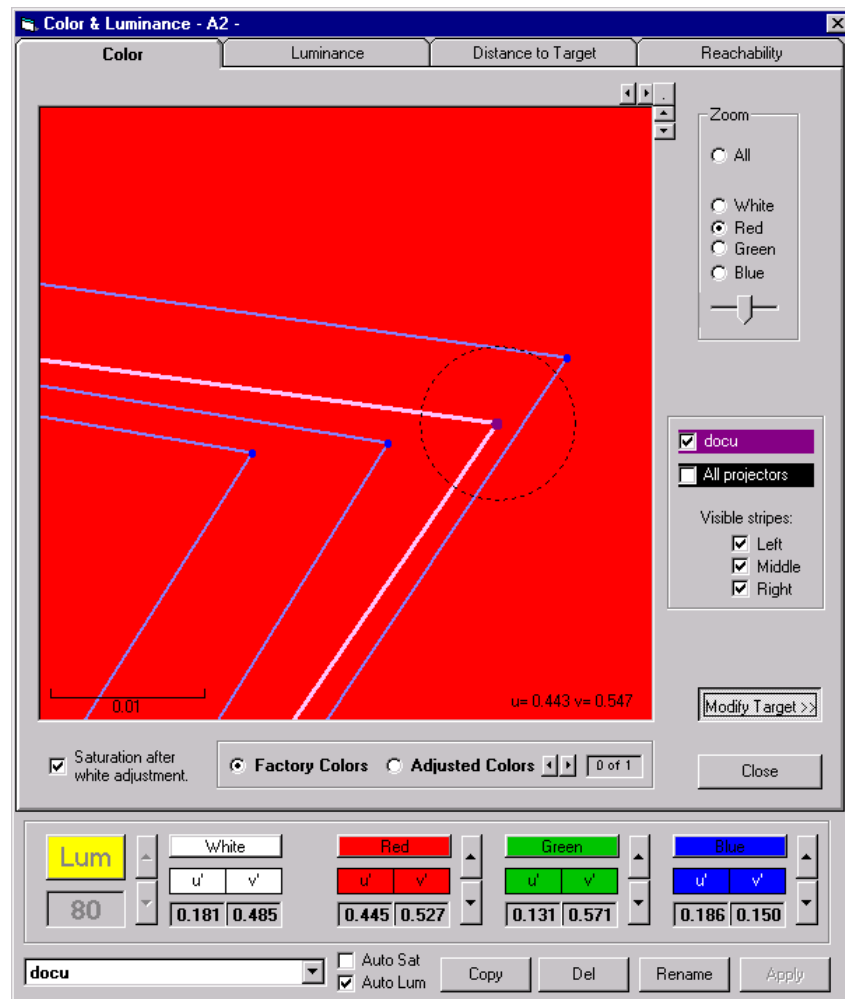 Color & Luminance - A2 -
Color Luminance Distance to Target Reachability
Zoom
All
White
Red
Green
Blue
docu
All projectors
Visible stripes:
Left
Middle
Right
0.01
u= 0.443 v= 0.547
Modify Target >>
Saturation after
white adjustment.
Factory Colors Adjusted Colors 0 of 1
Close
Lum White Red Green Blue
u' v' u' v' u' v' u' v'
80 0.181 0.485 0.445 0.527 0.131 0.571 0.186 0.150
docu
Auto Sat
Auto Lum
Copy Del Rename Apply